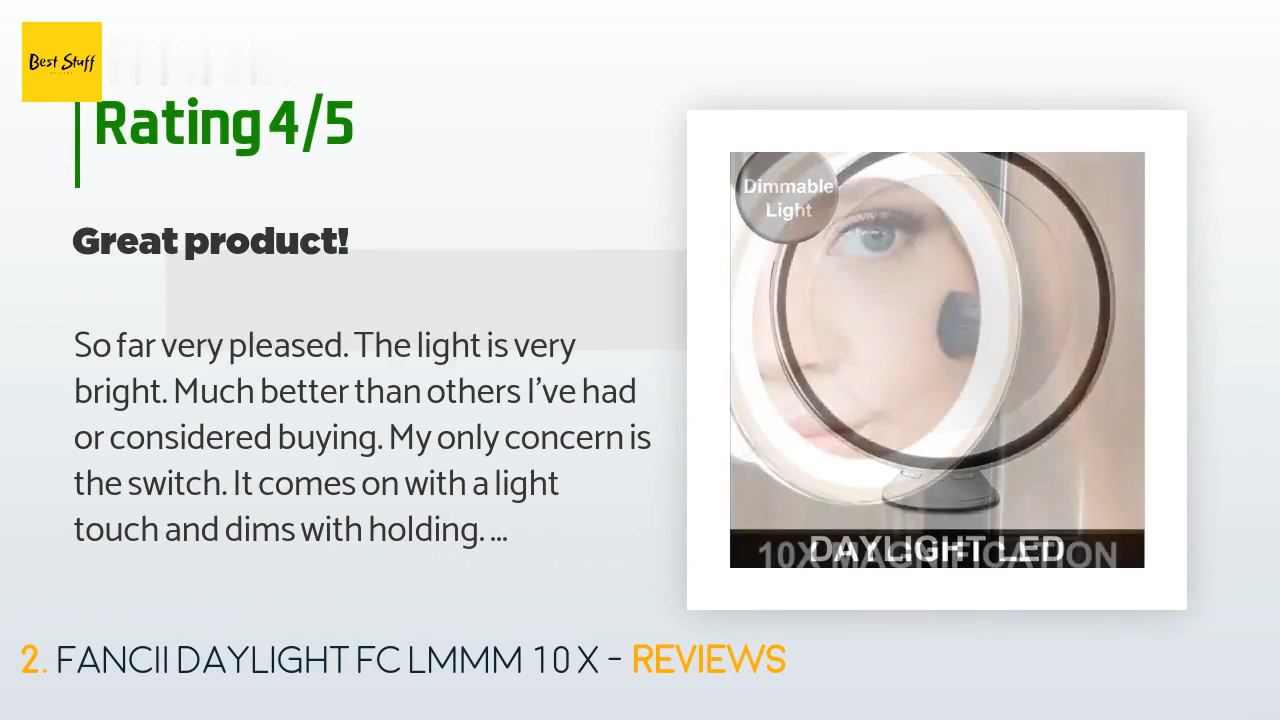 Best Stuff
Rating 4/5
Great product!
So far very pleased. The light is very
bright. Much better than others I've had
or considered buying. My only concern is
the switch. It comes on with a light
touch and dims with holding. ...
Dimmable
Light
DAYLIGHT LED
10X MAGNIFICATION
2. FANCII DAYLIGHT FC LMMM 10 X - REVIEWS